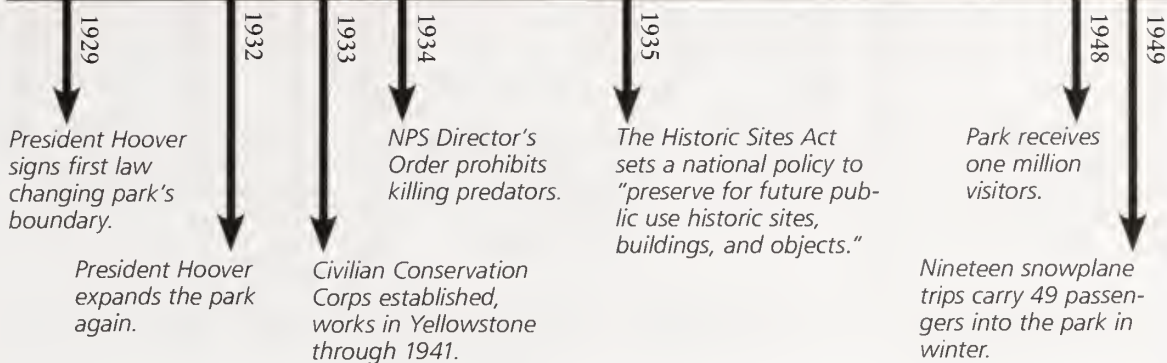 1929
President Hoover
signs first law
changing park's
boundary.
1932
President Hoover
expands the park
again.
1933
Civilian Conservation
Corps established,
works in Yellowstone
through 1941.
1934
NPS Director's
Order prohibits
killing predators.
1935
The Historic Sites Act
sets a national policy to
"preserve for future pub-
lic use historic sites,
buildings, and objects."
1948
Park receives
one million
visitors.
1949
Nineteen snowplane
trips carry 49 passen-
gers into the park in
winter.